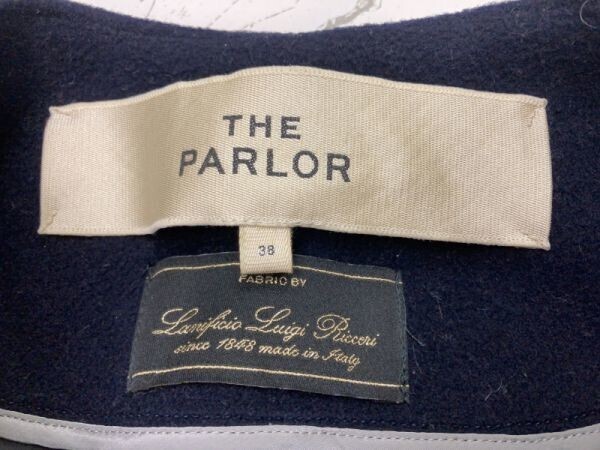 THE
PARLOR
38
FABRIC BY
Lanificio Luigi Ricceri
since 1848 made in Italy